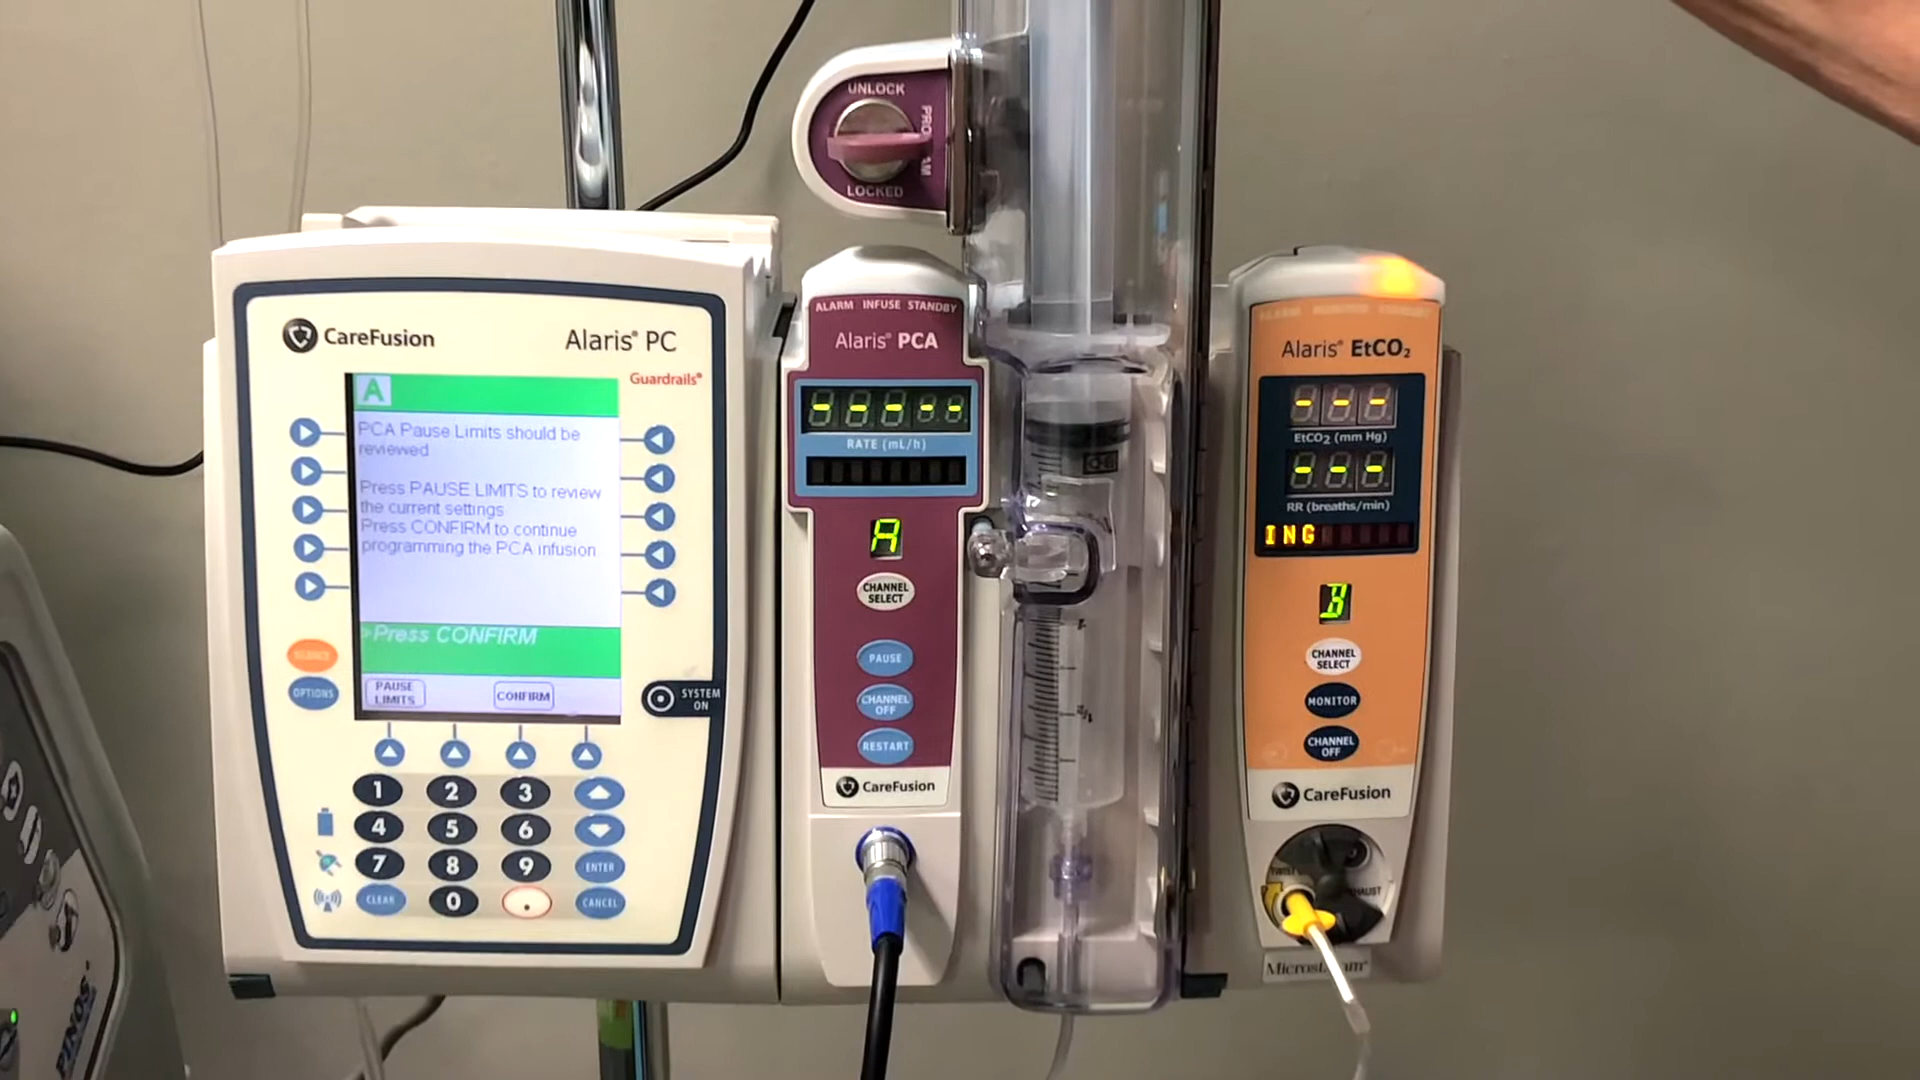 UNLOCK
LOCKED
CareFusion
Alaris® PC
Guardrails®
A
PCA Pause Limits should be
reviewed
Press PAUSE LIMITS to review
the current settings
Press CONFIRM to continue
programming the PCA infusion
>Press CONFIRM
PAUSE
LIMITS
CONFIRM
OPTIONS
SYSTEM
ON
1
2
3
4
5
6
7
8
9
ENTER
CLEAR
0
.
CANCEL
ALARM INFUSE STANDBY
Alaris® PCA
- - - - -
RATE (mL/h)
A
CHANNEL
SELECT
PAUSE
CHANNEL
OFF
RESTART
CareFusion
Alaris® EtCO₂
- - -
EtCO₂ (mm Hg)
- - -
RR (breaths/min)
ING
B
CHANNEL
SELECT
MONITOR
CHANNEL
OFF
CareFusion